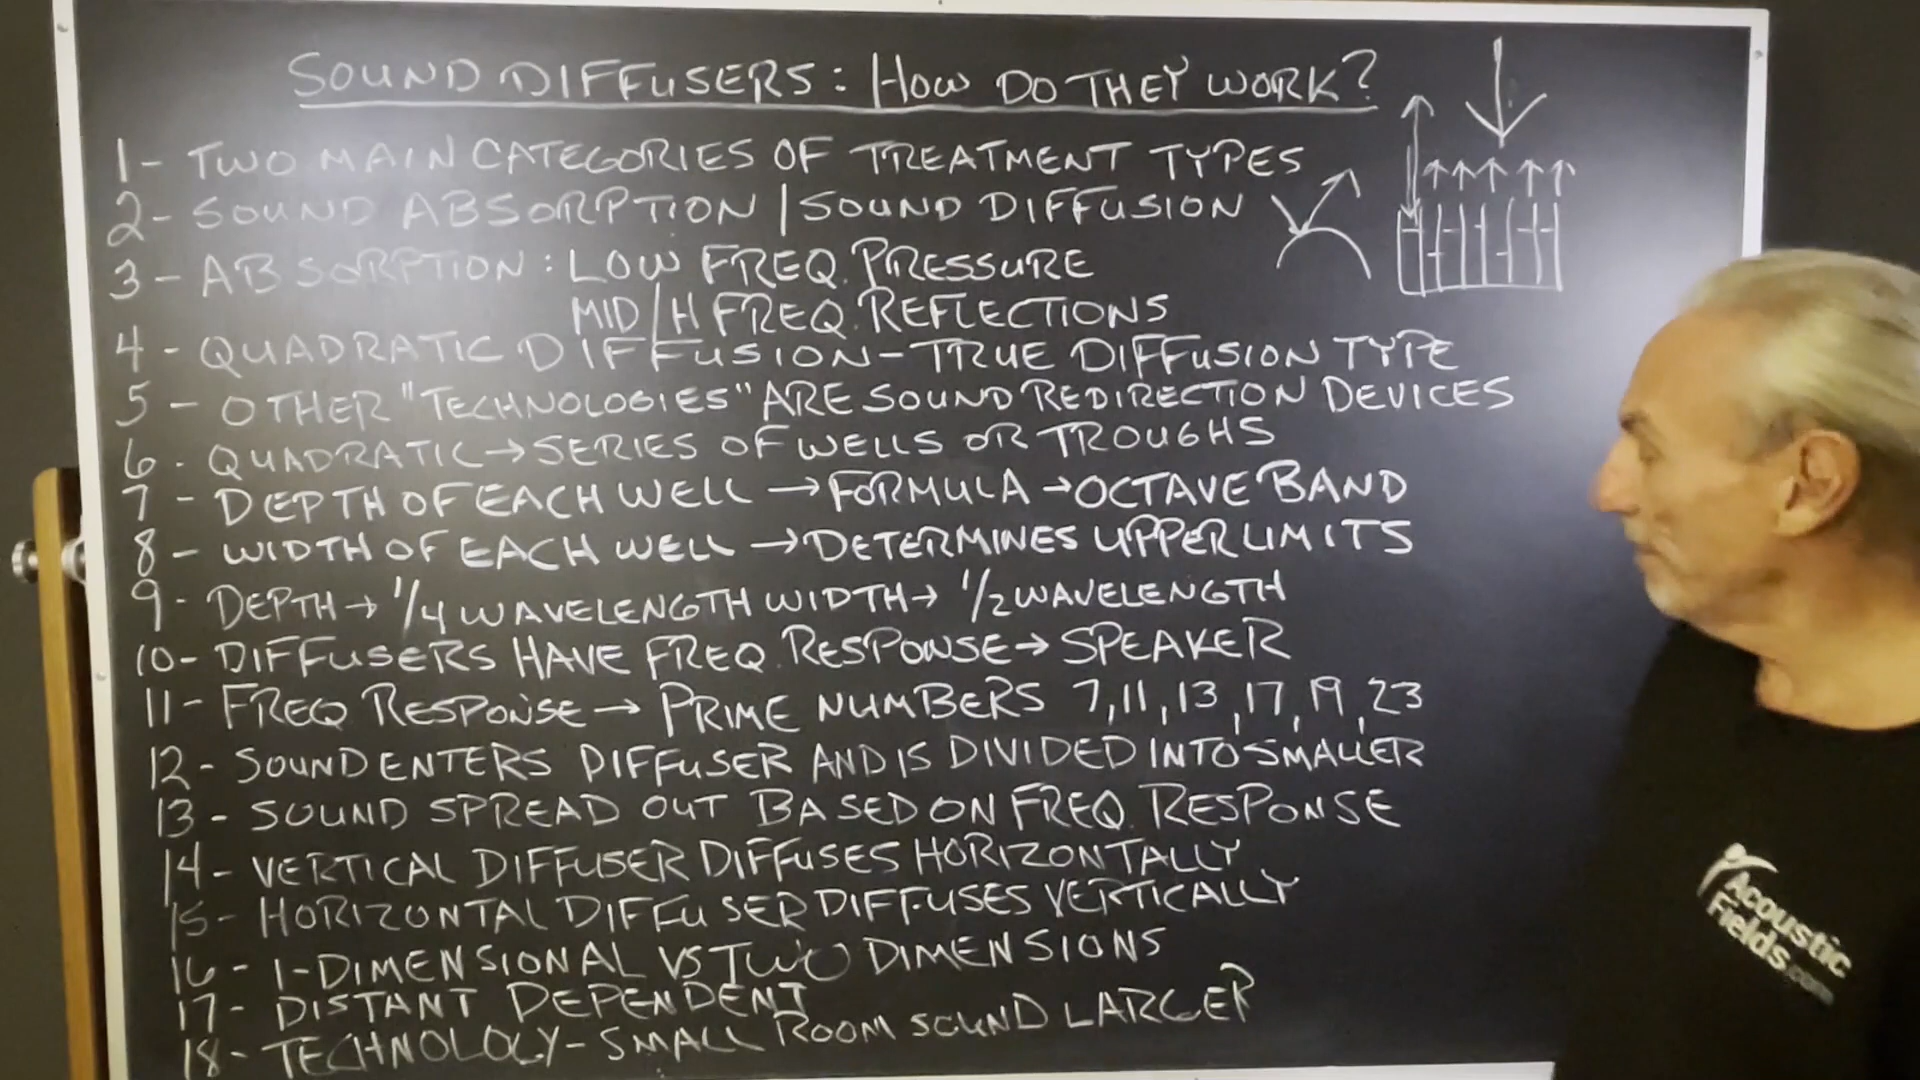 SOUND DIFFUSERS: HOW DO THEY WORK?
1- TWO MAIN CATEGORIES OF TREATMENT TYPES
2- SOUND ABSORPTION | SOUND DIFFUSION
3- ABSORPTION: LOW FREQ. PRESSURE
MID/H FREQ. REFLECTIONS
4- QUADRATIC DIFFUSION - TRUE DIFFUSION TYPE
5- OTHER "TECHNOLOGIES" ARE SOUND REDIRECTION DEVICES
6- QUADRATIC → SERIES OF WELLS OR TROUGHS
7- DEPTH OF EACH WELL → FORMULA → OCTAVE BAND
8- WIDTH OF EACH WELL → DETERMINES UPPER LIMITS
9- DEPTH → 1/4 WAVELENGTH WIDTH → 1/2 WAVELENGTH
10- DIFFUSERS HAVE FREQ. RESPONSE → SPEAKER
11- FREQ RESPONSE → PRIME NUMBERS 7, 11, 13, 17, 19, 23
12- SOUND ENTERS DIFFUSER AND IS DIVIDED INTO SMALLER
13- SOUND SPREAD OUT BASED ON FREQ. RESPONSE
14- VERTICAL DIFFUSER DIFFUSES HORIZONTALLY
15- HORIZONTAL DIFFUSER DIFFUSES VERTICALLY
16- 1-DIMENSIONAL VS TWO DIMENSIONS
17- DISTANT DEPENDENT
18- TECHNOLOLY - SMALL ROOM SOUND LARGER
Acoustic
Fields.com